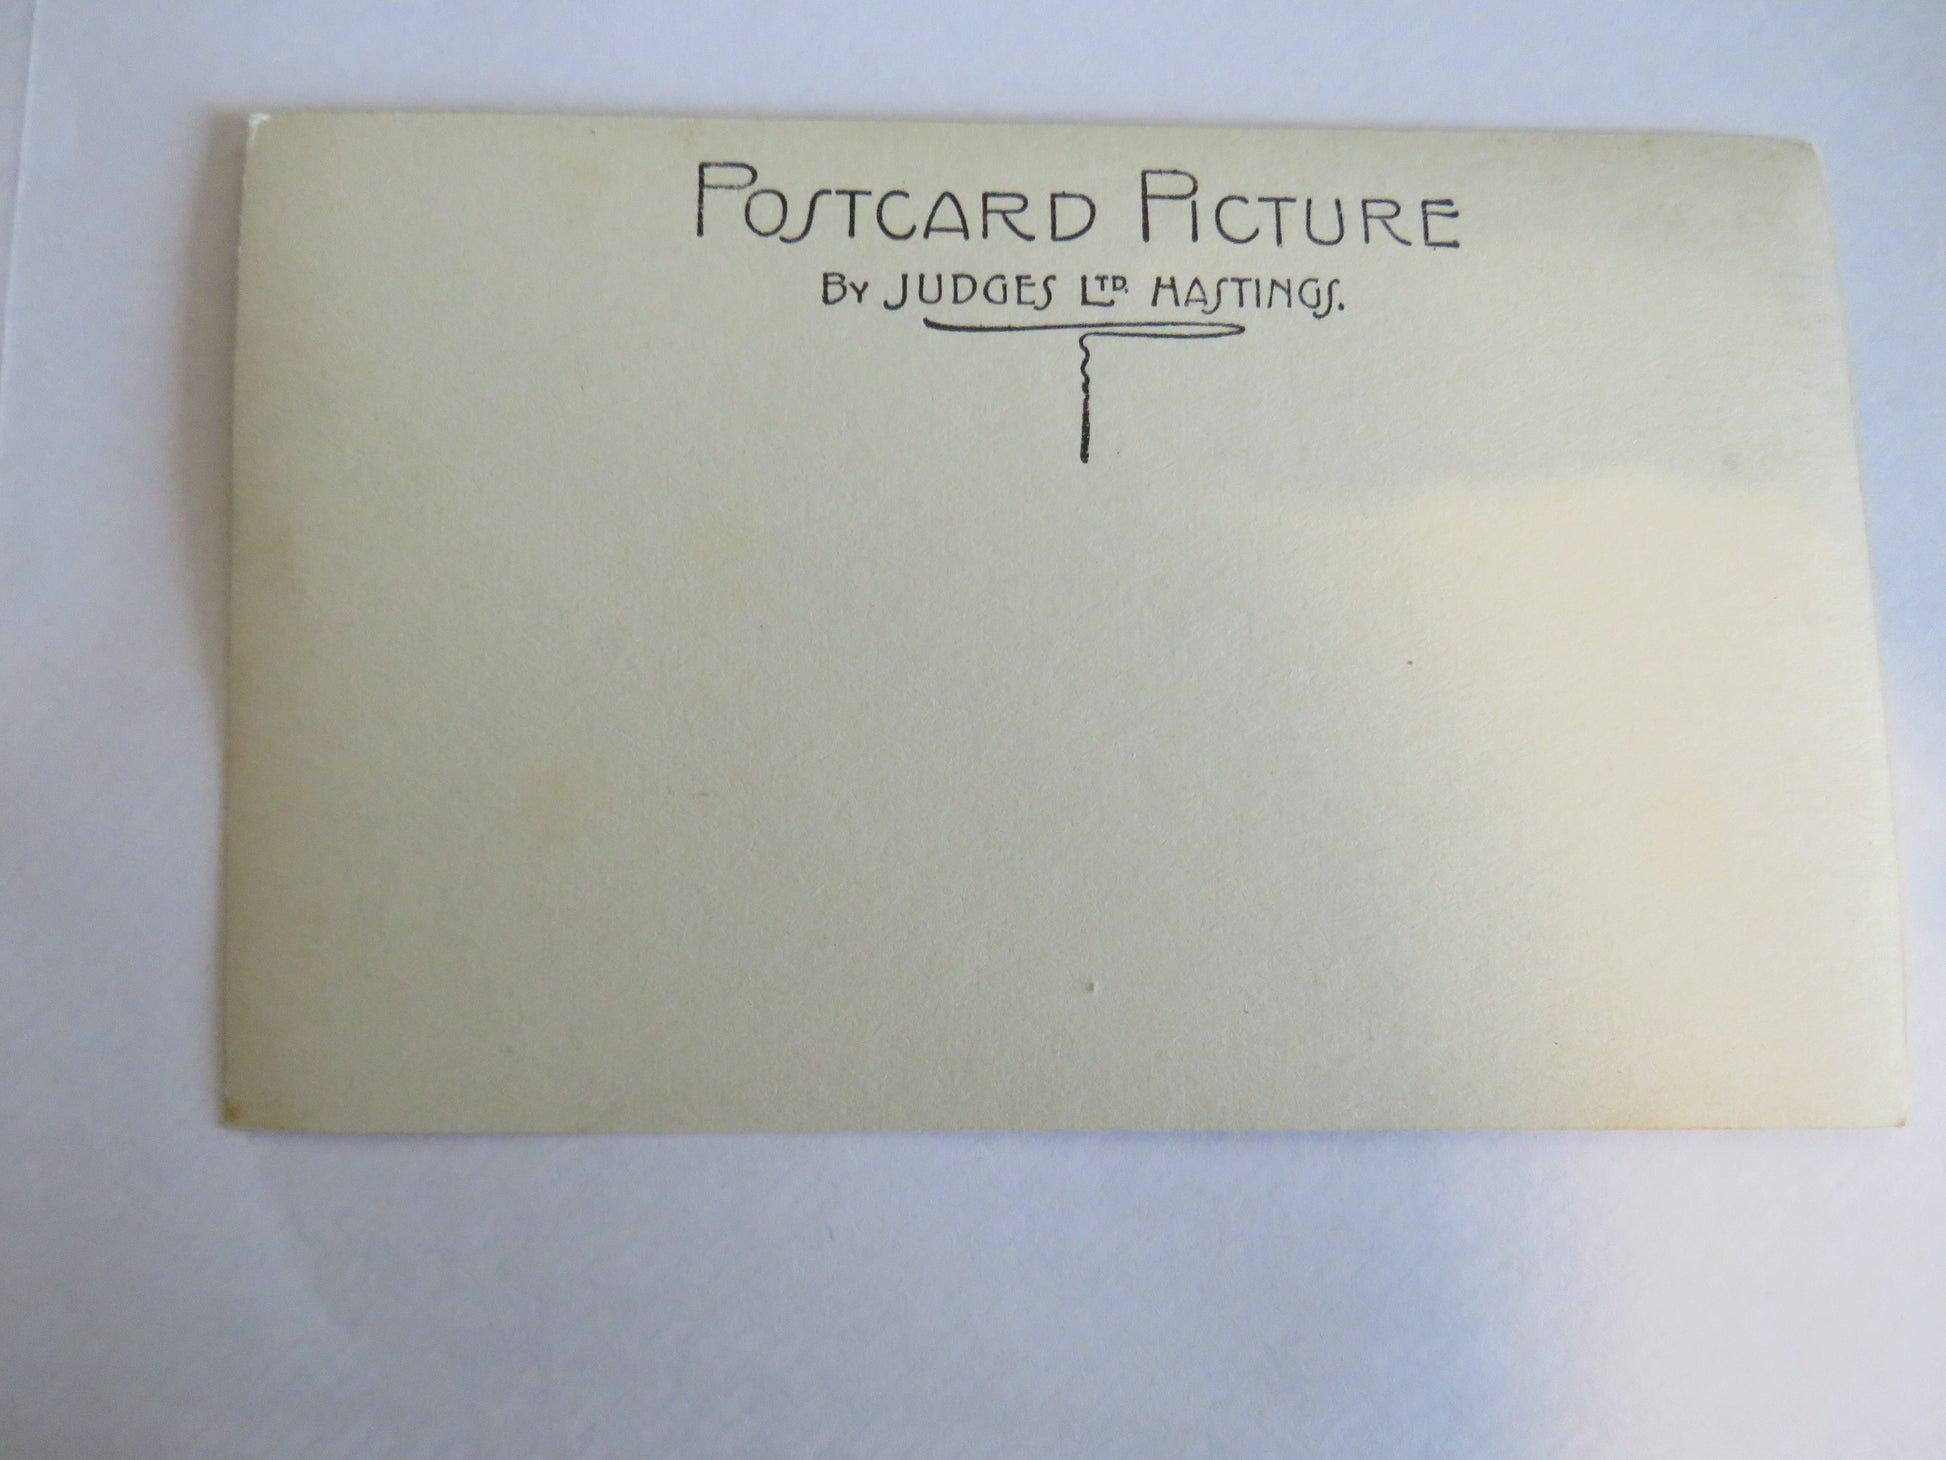 POSTCARD PICTURE
BY JUDGES LTD. HASTINGS.